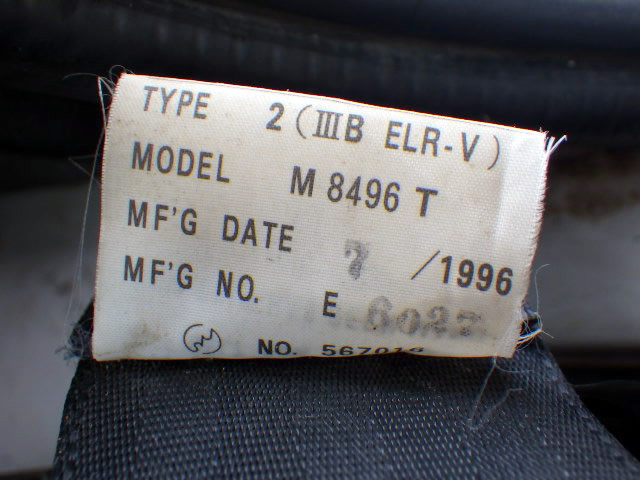 TYPE 2 (IIIB ELR-V)
MODEL M 8496 T
MF'G DATE 7 /1996
MF'G NO. E 6027
NO.